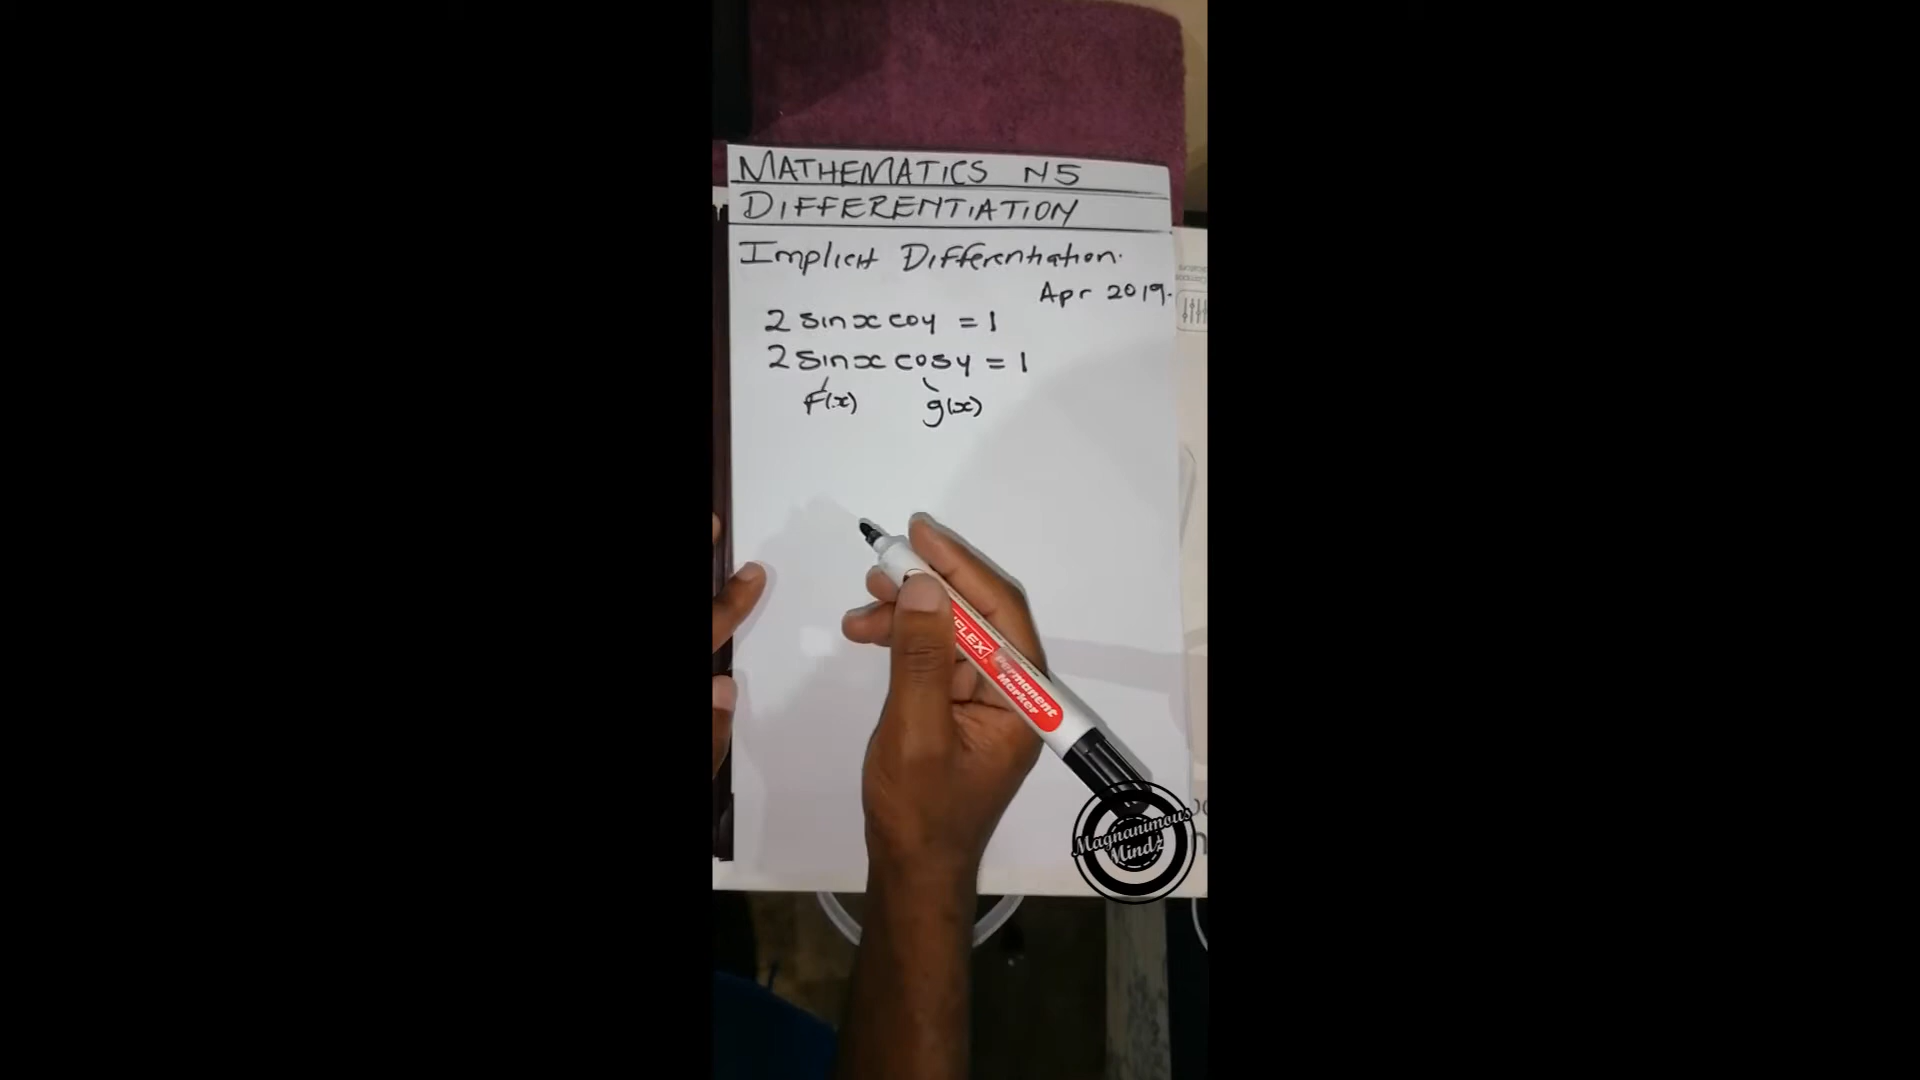 MATHEMATICS N5
DIFFERENTIATION
Implicit Differentiation.
Apr 2019.
2 sinx coy = 1
2 sinx cosy = 1
f(x) g(x)
FLEX
Permanent
Marker
Magnanimous
Mindz